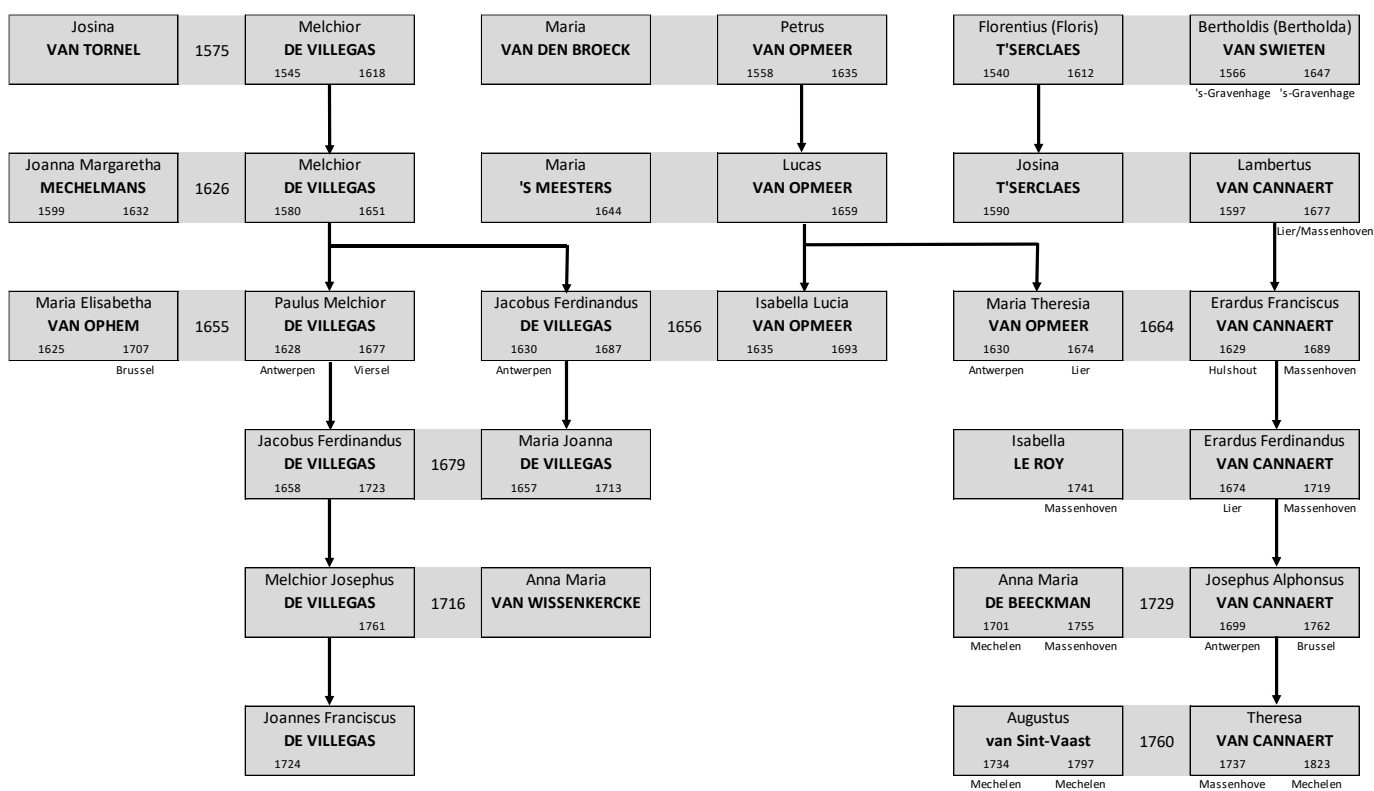 Josina
VAN TORNEL
1575
Melchior
DE VILLEGAS
1545 1618
Maria
VAN DEN BROECK
Petrus
VAN OPMEER
1558 1635
Florentius (Floris)
T'SERCLAES
1540 1612
Bertholdis (Bertholda)
VAN SWIETEN
1566 1647
's-Gravenhage 's-Gravenhage
Joanna Margaretha
MECHELMANS
1599 1632
1626
Melchior
DE VILLEGAS
1580 1651
Maria
'S MEESTERS
1644
Lucas
VAN OPMEER
1659
Josina
T'SERCLAES
1590
Lambertus
VAN CANNAERT
1597 1677
Lier/Massenhoven
Maria Elisabetha
VAN OPHEM
1625 1707
Brussel
1655
Paulus Melchior
DE VILLEGAS
1628 1677
Antwerpen Viersel
Jacobus Ferdinandus
DE VILLEGAS
1630 1687
Antwerpen
1656
Isabella Lucia
VAN OPMEER
1635 1693
Maria Theresia
VAN OPMEER
1630 1674
Antwerpen Lier
1664
Erardus Franciscus
VAN CANNAERT
1629 1689
Hulshout Massenhoven
Jacobus Ferdinandus
DE VILLEGAS
1658 1723
1679
Maria Joanna
DE VILLEGAS
1657 1713
Isabella
LE ROY
1741
Massenhoven
Erardus Ferdinandus
VAN CANNAERT
1674 1719
Lier Massenhoven
Melchior Josephus
DE VILLEGAS
1761
1716
Anna Maria
VAN WISSENKERCKE
Anna Maria
DE BEECKMAN
1701 1755
Mechelen Massenhoven
1729
Josephus Alphonsus
VAN CANNAERT
1699 1762
Antwerpen Brussel
Joannes Franciscus
DE VILLEGAS
1724
Augustus
van Sint-Vaast
1734 1797
Mechelen Mechelen
1760
Theresa
VAN CANNAERT
1737 1823
Massenhove Mechelen